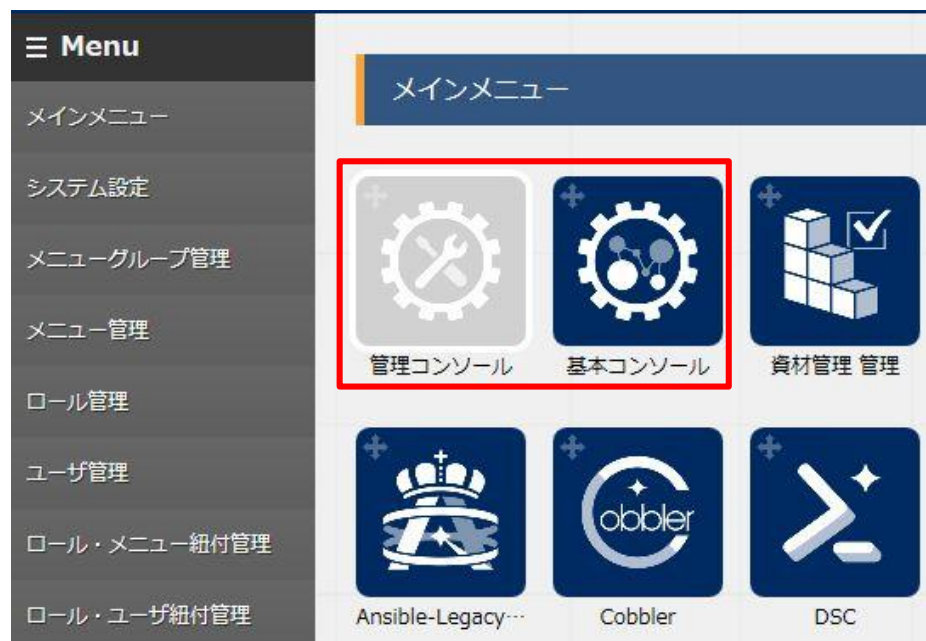 ☰ Menu
メインメニュー
システム設定
メニューグループ管理
メニュー管理
ロール管理
ユーザ管理
ロール・メニュー紐付管理
ロール・ユーザ紐付管理
メインメニュー
管理コンソール
基本コンソール
資材管理 管理
Ansible-Legacy…
obbler
Cobbler
DSC